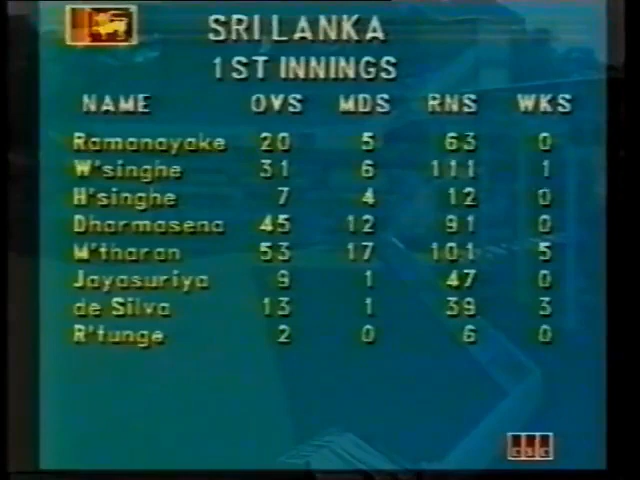 SRI LANKA
1ST INNINGS
NAME OVS MDS RNS WKS
Ramanayake 20 5 63 0
W'singhe 31 6 111 1
H'singhe 7 4 12 0
Dharmasena 45 12 91 0
M'tharan 53 17 101 5
Jayasuriya 9 1 47 0
de Silva 13 1 39 3
R'tunge 2 0 6 0